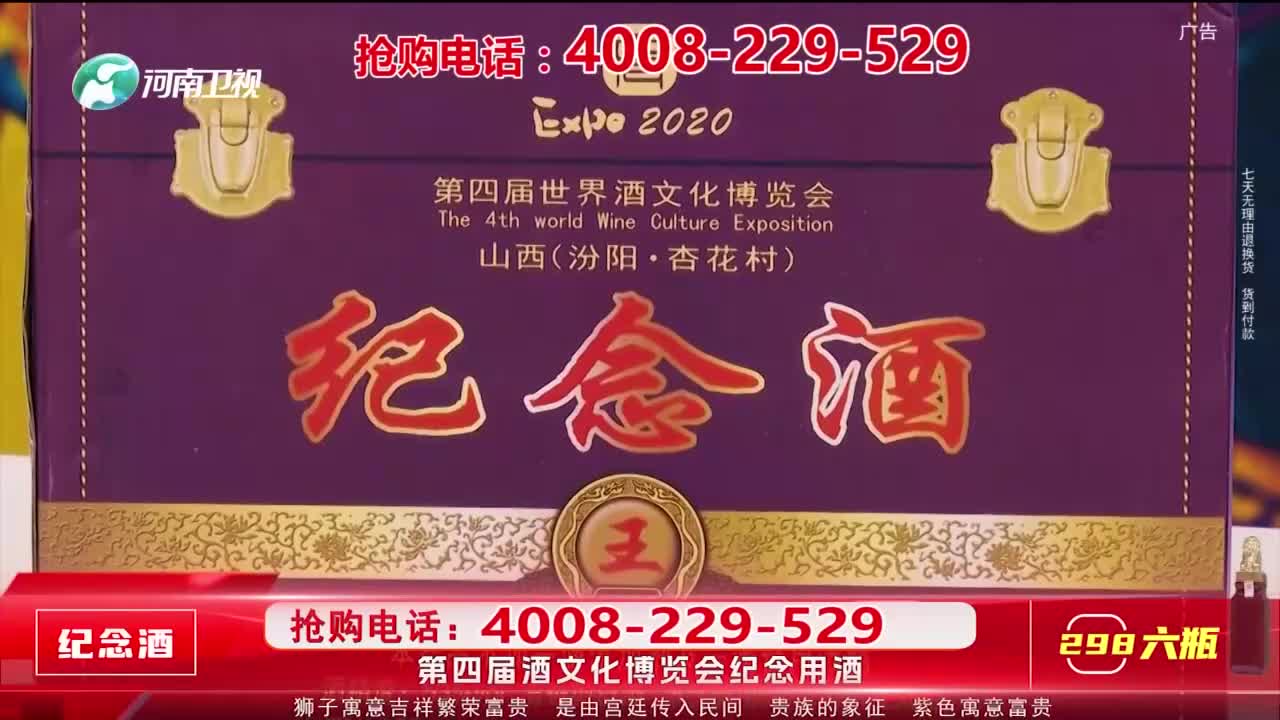 抢购电话：4008-229-529
广告
河南卫视
Expo 2020
第四届世界酒文化博览会
The 4th world Wine Culture Exposition
山西(汾阳·杏花村)
七天无理由退换货 货到付款
纪念酒
王
纪念酒
抢购电话：4008-229-529
298六瓶
第四届酒文化博览会纪念用酒
狮子寓意吉祥繁荣富贵 是由宫廷传入民间 贵族的象征 紫色寓意富贵